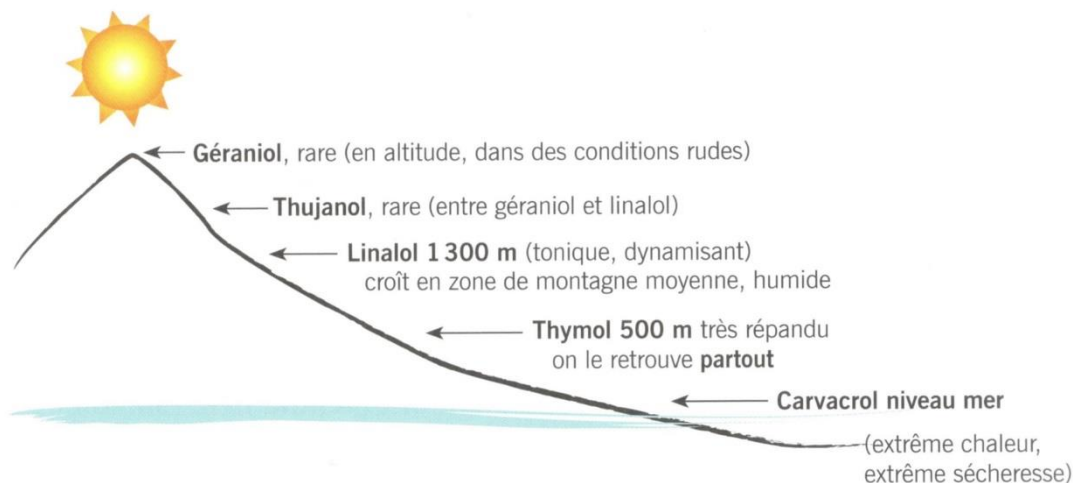 Géraniol, rare (en altitude, dans des conditions rudes)
Thujanol, rare (entre géraniol et linalol)
Linalol 1 300 m (tonique, dynamisant)
croît en zone de montagne moyenne, humide
Thymol 500 m très répandu
on le retrouve partout
Carvacrol niveau mer
(extrême chaleur,
extrême sécheresse)